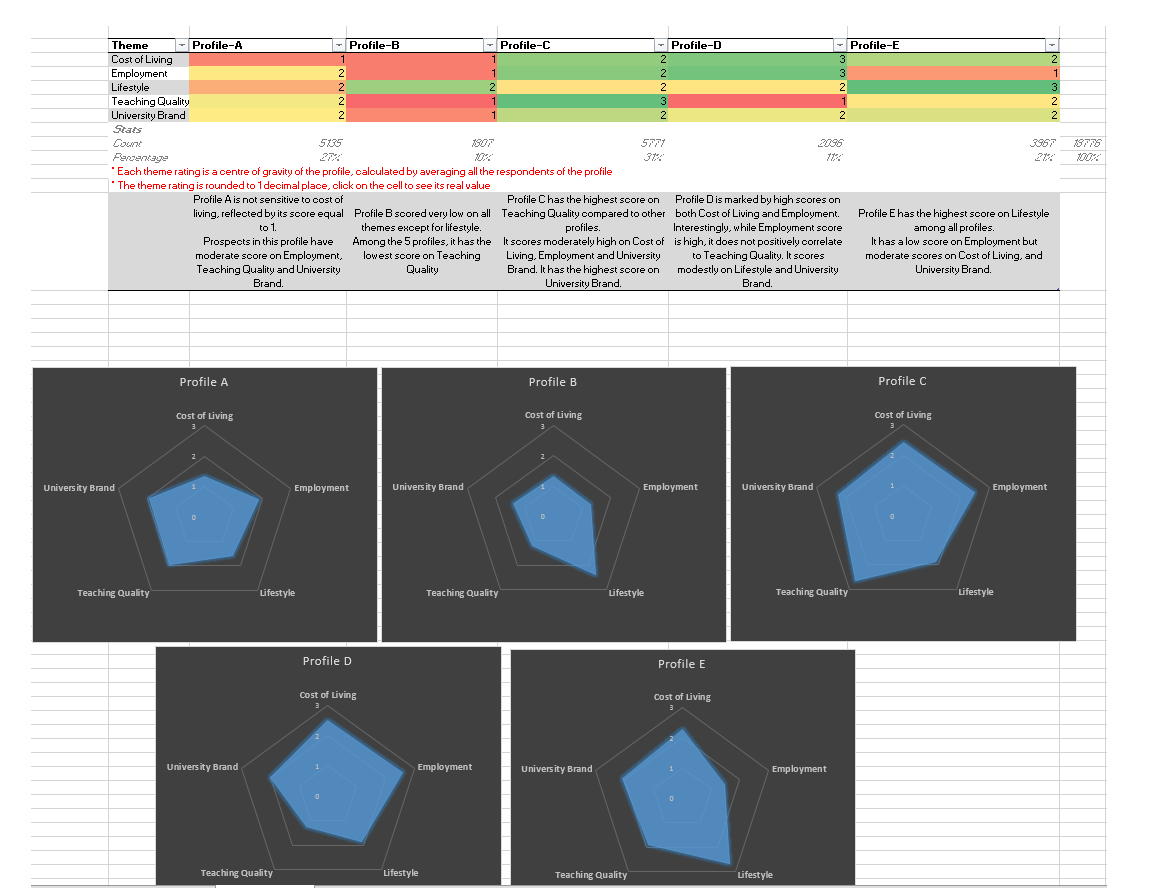 Theme Profile-A Profile-B Profile-C Profile-D Profile-E
Cost of Living 1 1 2 3 2
Employment 2 1 2 3 1
Lifestyle 2 2 2 2 3
Teaching Quality 2 1 3 1 2
University Brand 2 1 2 2 2
Stats
Count 5135 1807 5771 2096 3967 18776
Percentage 27% 10% 31% 11% 21% 100%
* Each theme rating is a centre of gravity of the profile, calculated by averaging all the respondents of the profile
* The theme rating is rounded to 1 decimal place, click on the cell to see its real value
Profile A is not sensitive to cost of
living, reflected by its score equal
to 1.
Prospects in this profile have
moderate score on Employment,
Teaching Quality and University
Brand.
Profile B scored very low on all
themes except for lifestyle.
Among the 5 profiles, it has the
lowest score on Teaching
Quality
Profile C has the highest score on
Teaching Quality compared to other
profiles.
It scores moderately high on Cost of
Living, Employment and University
Brand. It has the highest score on
University Brand.
Profile D is marked by high scores on
both Cost of Living and Employment.
Interestingly, while Employment score
is high, it does not positively correlate
to Teaching Quality. It scores
modestly on Lifestyle and University
Brand.
Profile E has the highest score on Lifestyle
among all profiles.
It has a low score on Employment but
moderate scores on Cost of Living, and
University Brand.
Profile A
Cost of Living
3
2
University Brand 1 Employment
0
Teaching Quality Lifestyle
Profile B
Cost of Living
3
2
University Brand 1 Employment
0
Teaching Quality Lifestyle
Profile C
Cost of Living
3
2
University Brand 1 Employment
0
Teaching Quality Lifestyle
Profile D
Cost of Living
3
2
University Brand 1 Employment
0
Teaching Quality Lifestyle
Profile E
Cost of Living
3
2
University Brand 1 Employment
0
Teaching Quality Lifestyle